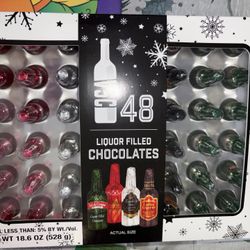 48
LIQUOR FILLED
CHOCOLATES
ACTUAL SIZE
LESS THAN: 5% BY Wt./Vol.
WT 18.6 OZ (528 g)